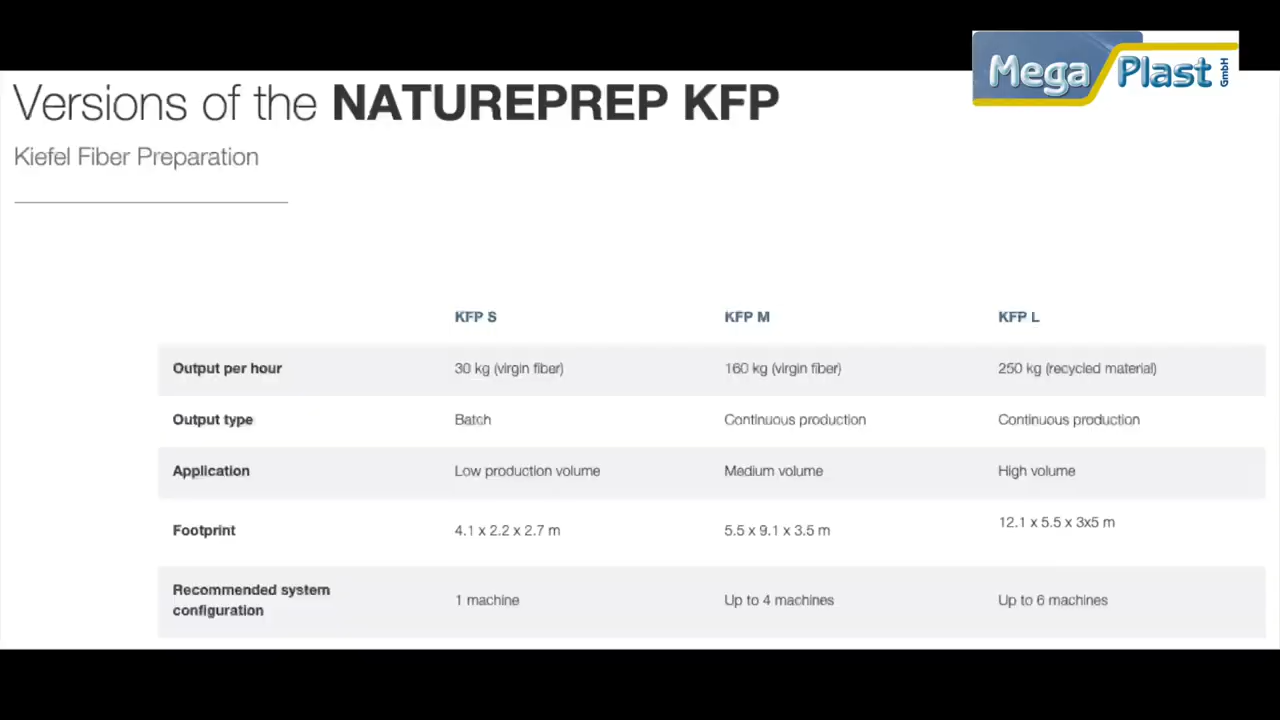 Mega Plast GmbH
Versions of the NATUREPREP KFP
Kiefel Fiber Preparation
KFP S KFP M KFP L
Output per hour 30 kg (virgin fiber) 160 kg (virgin fiber) 250 kg (recycled material)
Output type Batch Continuous production Continuous production
Application Low production volume Medium volume High volume
Footprint 4.1 x 2.2 x 2.7 m 5.5 x 9.1 x 3.5 m 12.1 x 5.5 x 3x5 m
Recommended system
configuration 1 machine Up to 4 machines Up to 6 machines